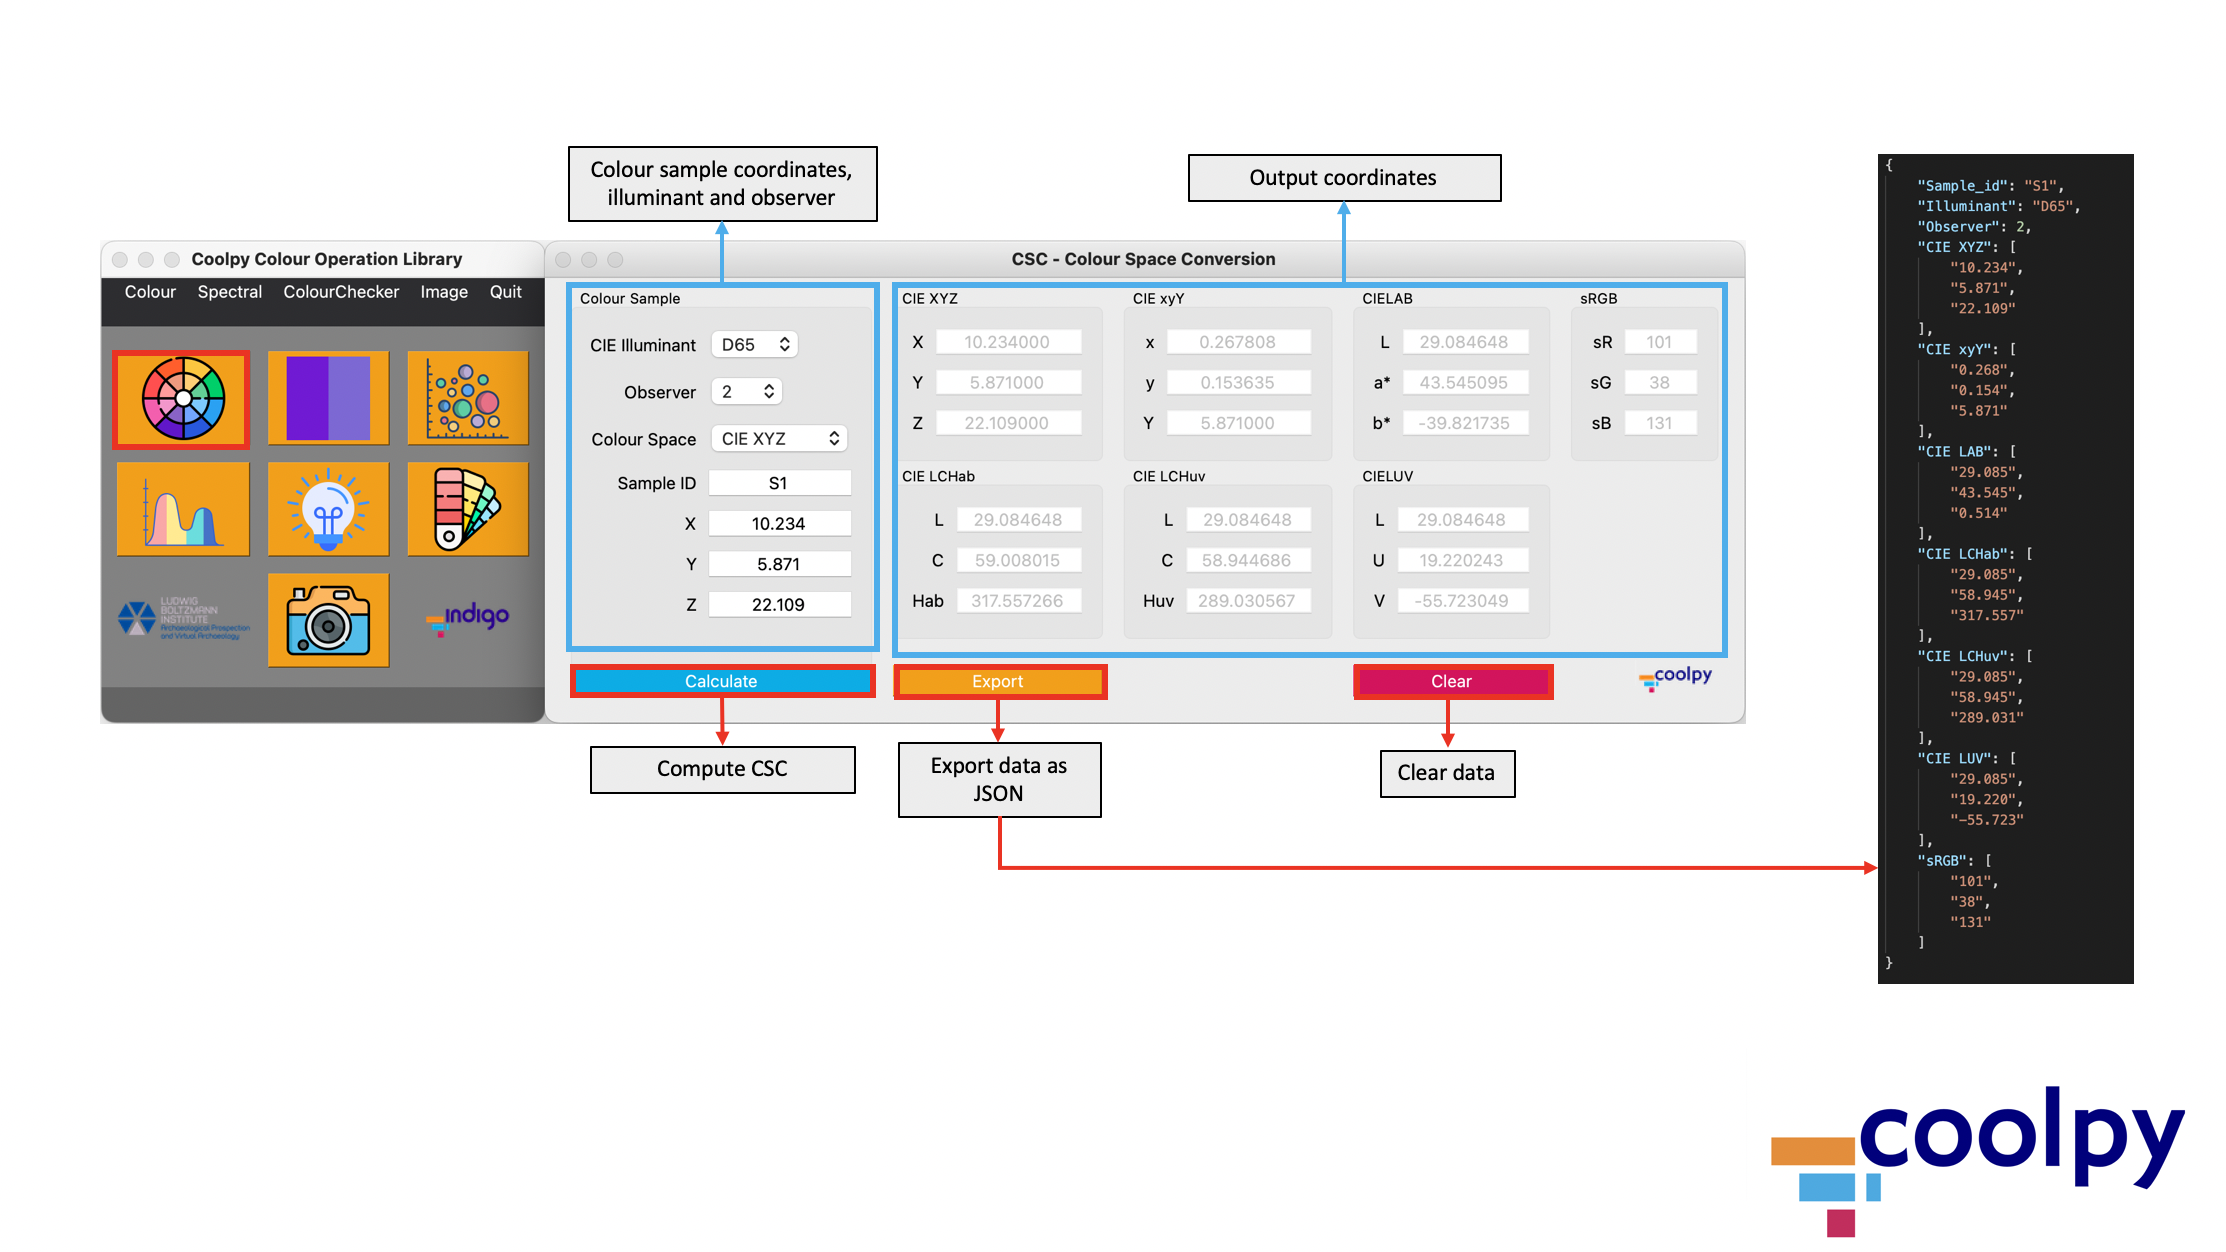 Colour sample coordinates,
illuminant and observer
Output coordinates
Coolpy Colour Operation Library
Colour Spectral ColourChecker Image Quit
LUDWIG
BOLTZMANN
INSTITUTE
Archaeological Prospection
and Virtual Archaeology
indigo
CSC - Colour Space Conversion
Colour Sample
CIE Illuminant D65
Observer 2
Colour Space CIE XYZ
Sample ID S1
X 10.234
Y 5.871
Z 22.109
CIE XYZ
X 10.234000
Y 5.871000
Z 22.109000
CIE xyY
x 0.267808
y 0.153635
Y 5.871000
CIELAB
L 29.084648
a* 43.545095
b* -39.821735
sRGB
sR 101
sG 38
sB 131
CIE LCHab
L 29.084648
C 59.008015
Hab 317.557266
CIE LCHuv
L 29.084648
C 58.944686
Huv 289.030567
CIELUV
L 29.084648
U 19.220243
V -55.723049
Calculate
Export
Clear
coolpy
Compute CSC
Export data as
JSON
Clear data
{
"Sample_id": "S1",
"Illuminant": "D65",
"Observer": 2,
"CIE XYZ": [
"10.234",
"5.871",
"22.109"
],
"CIE xyY": [
"0.268",
"0.154",
"5.871"
],
"CIE LAB": [
"29.085",
"43.545",
"0.514"
],
"CIE LCHab": [
"29.085",
"58.945",
"317.557"
],
"CIE LCHuv": [
"29.085",
"58.945",
"289.031"
],
"CIE LUV": [
"29.085",
"19.220",
"-55.723"
],
"sRGB": [
"101",
"38",
"131"
]
}
coolpy